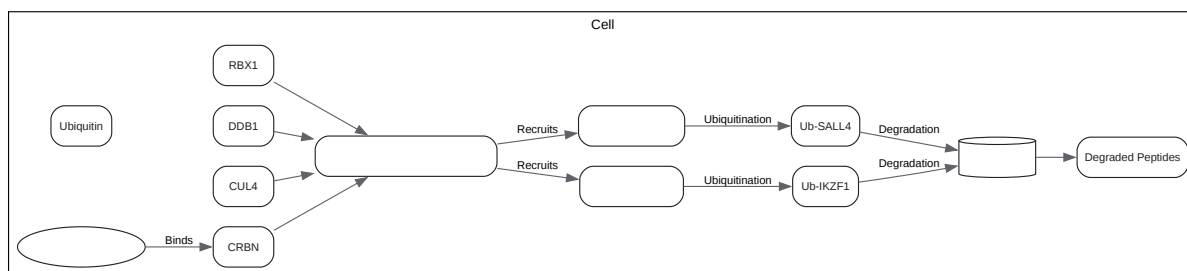 Cell
RBX1
Ubiquitin
DDB1
CUL4
Binds
CRBN
Recruits
Recruits
Ubiquitination
Ubiquitination
Ub-SALL4
Ub-IKZF1
Degradation
Degradation
Degraded Peptides